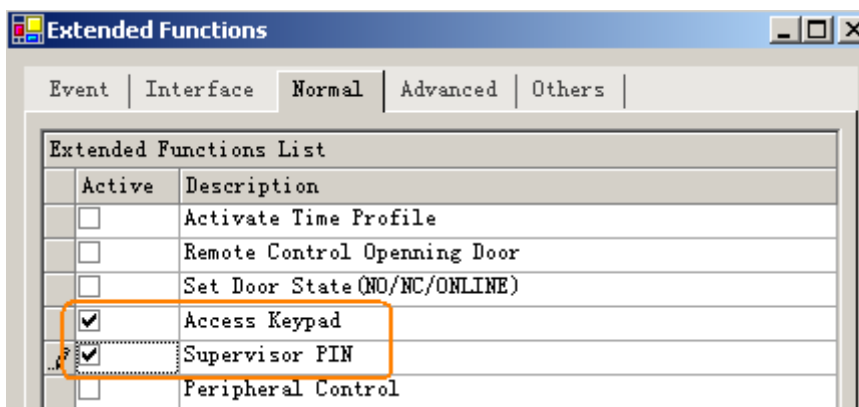 Extended Functions
Event | Interface Normal Advanced | Others |
Extended Functions List
Active Description
Activate Time Profile
Remote Control Openning Door
Set Door State(NO/NC/ONLINE)
Access Keypad
Supervisor PIN
Peripheral Control